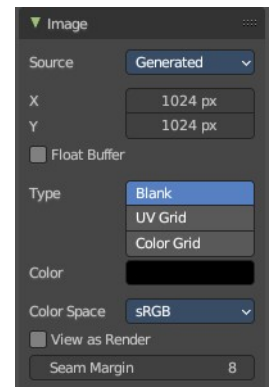 Image
Source Generated
X 1024 px
Y 1024 px
Float Buffer
Type Blank
UV Grid
Color Grid
Color
Color Space sRGB
View as Render
Seam Margin 8